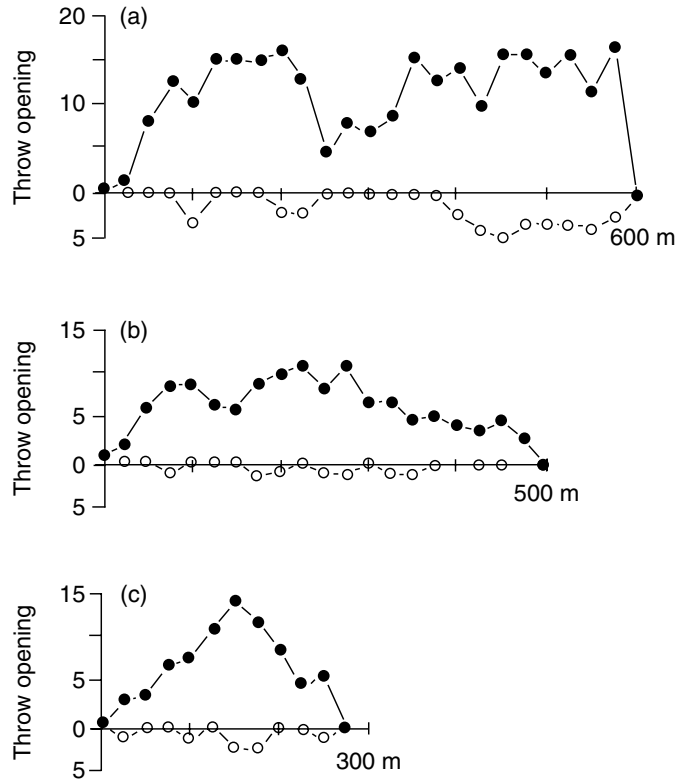 (a)
20
10
0
5
Throw opening
600 m
(b)
15
5
0
5
Throw opening
500 m
(c)
15
5
0
5
Throw opening
300 m